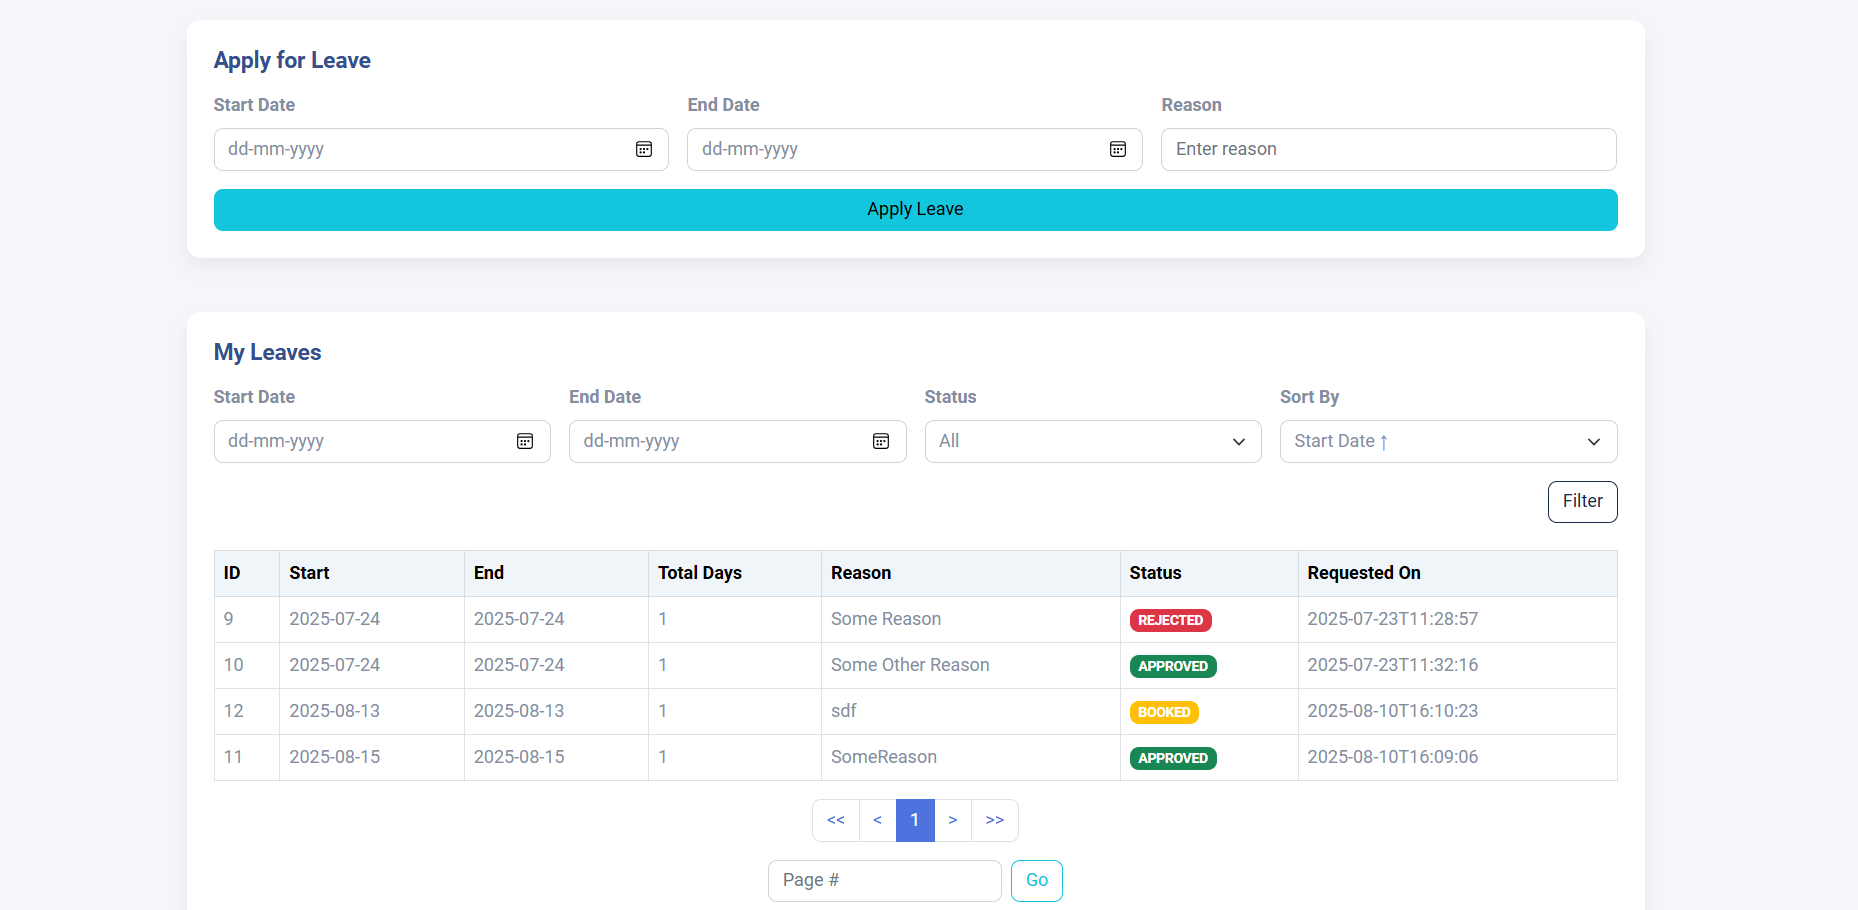 Apply for Leave
Start Date End Date Reason
dd-mm-yyyy dd-mm-yyyy Enter reason
Apply Leave
My Leaves
Start Date End Date Status Sort By
dd-mm-yyyy dd-mm-yyyy All Start Date ↑
Filter
ID Start End Total Days Reason Status Requested On
9 2025-07-24 2025-07-24 1 Some Reason REJECTED 2025-07-23T11:28:57
10 2025-07-24 2025-07-24 1 Some Other Reason APPROVED 2025-07-23T11:32:16
12 2025-08-13 2025-08-13 1 sdf BOOKED 2025-08-10T16:10:23
11 2025-08-15 2025-08-15 1 SomeReason APPROVED 2025-08-10T16:09:06
<< < 1 > >>
Page # Go